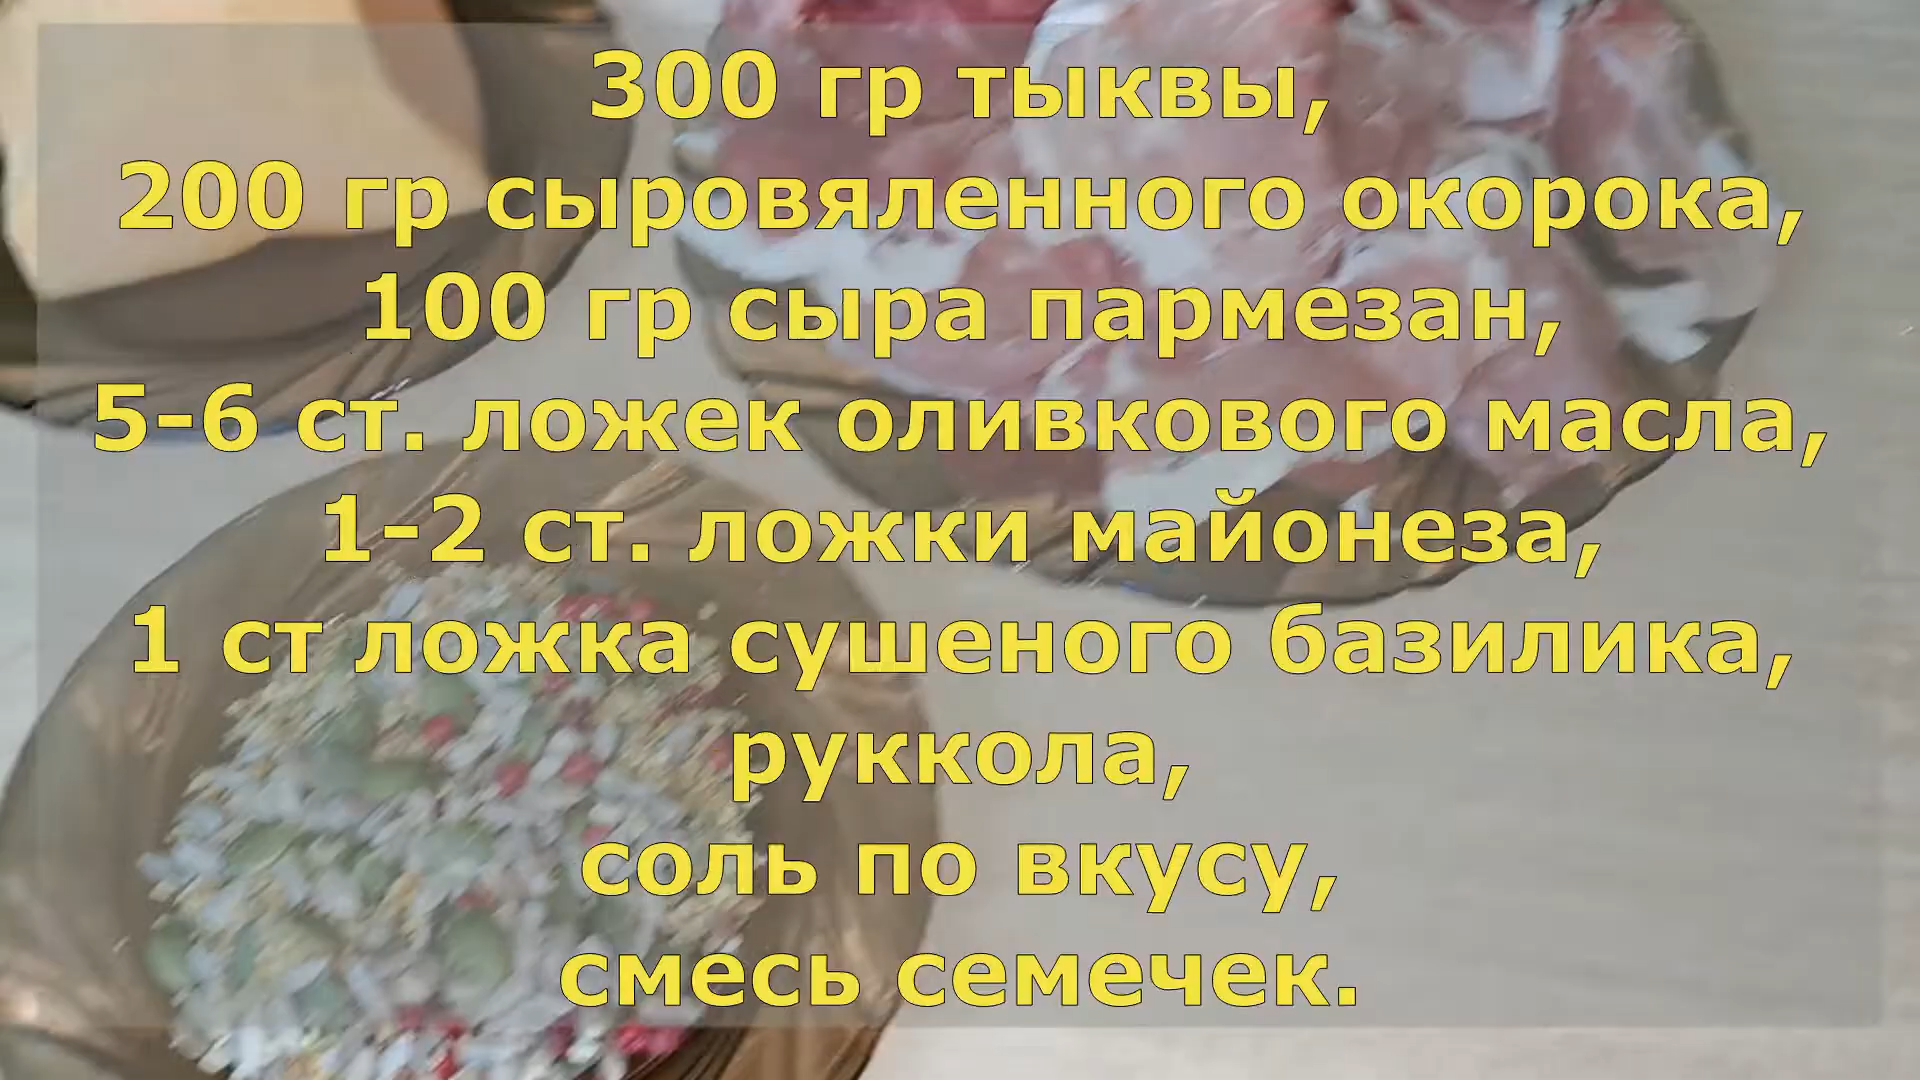 300 гр тыквы,
200 гр сыровяленного окорока,
100 гр сыра пармезан,
5-6 ст. ложек оливкового масла,
1-2 ст. ложки майонеза,
1 ст ложка сушеного базилика,
руккола,
соль по вкусу,
смесь семечек.